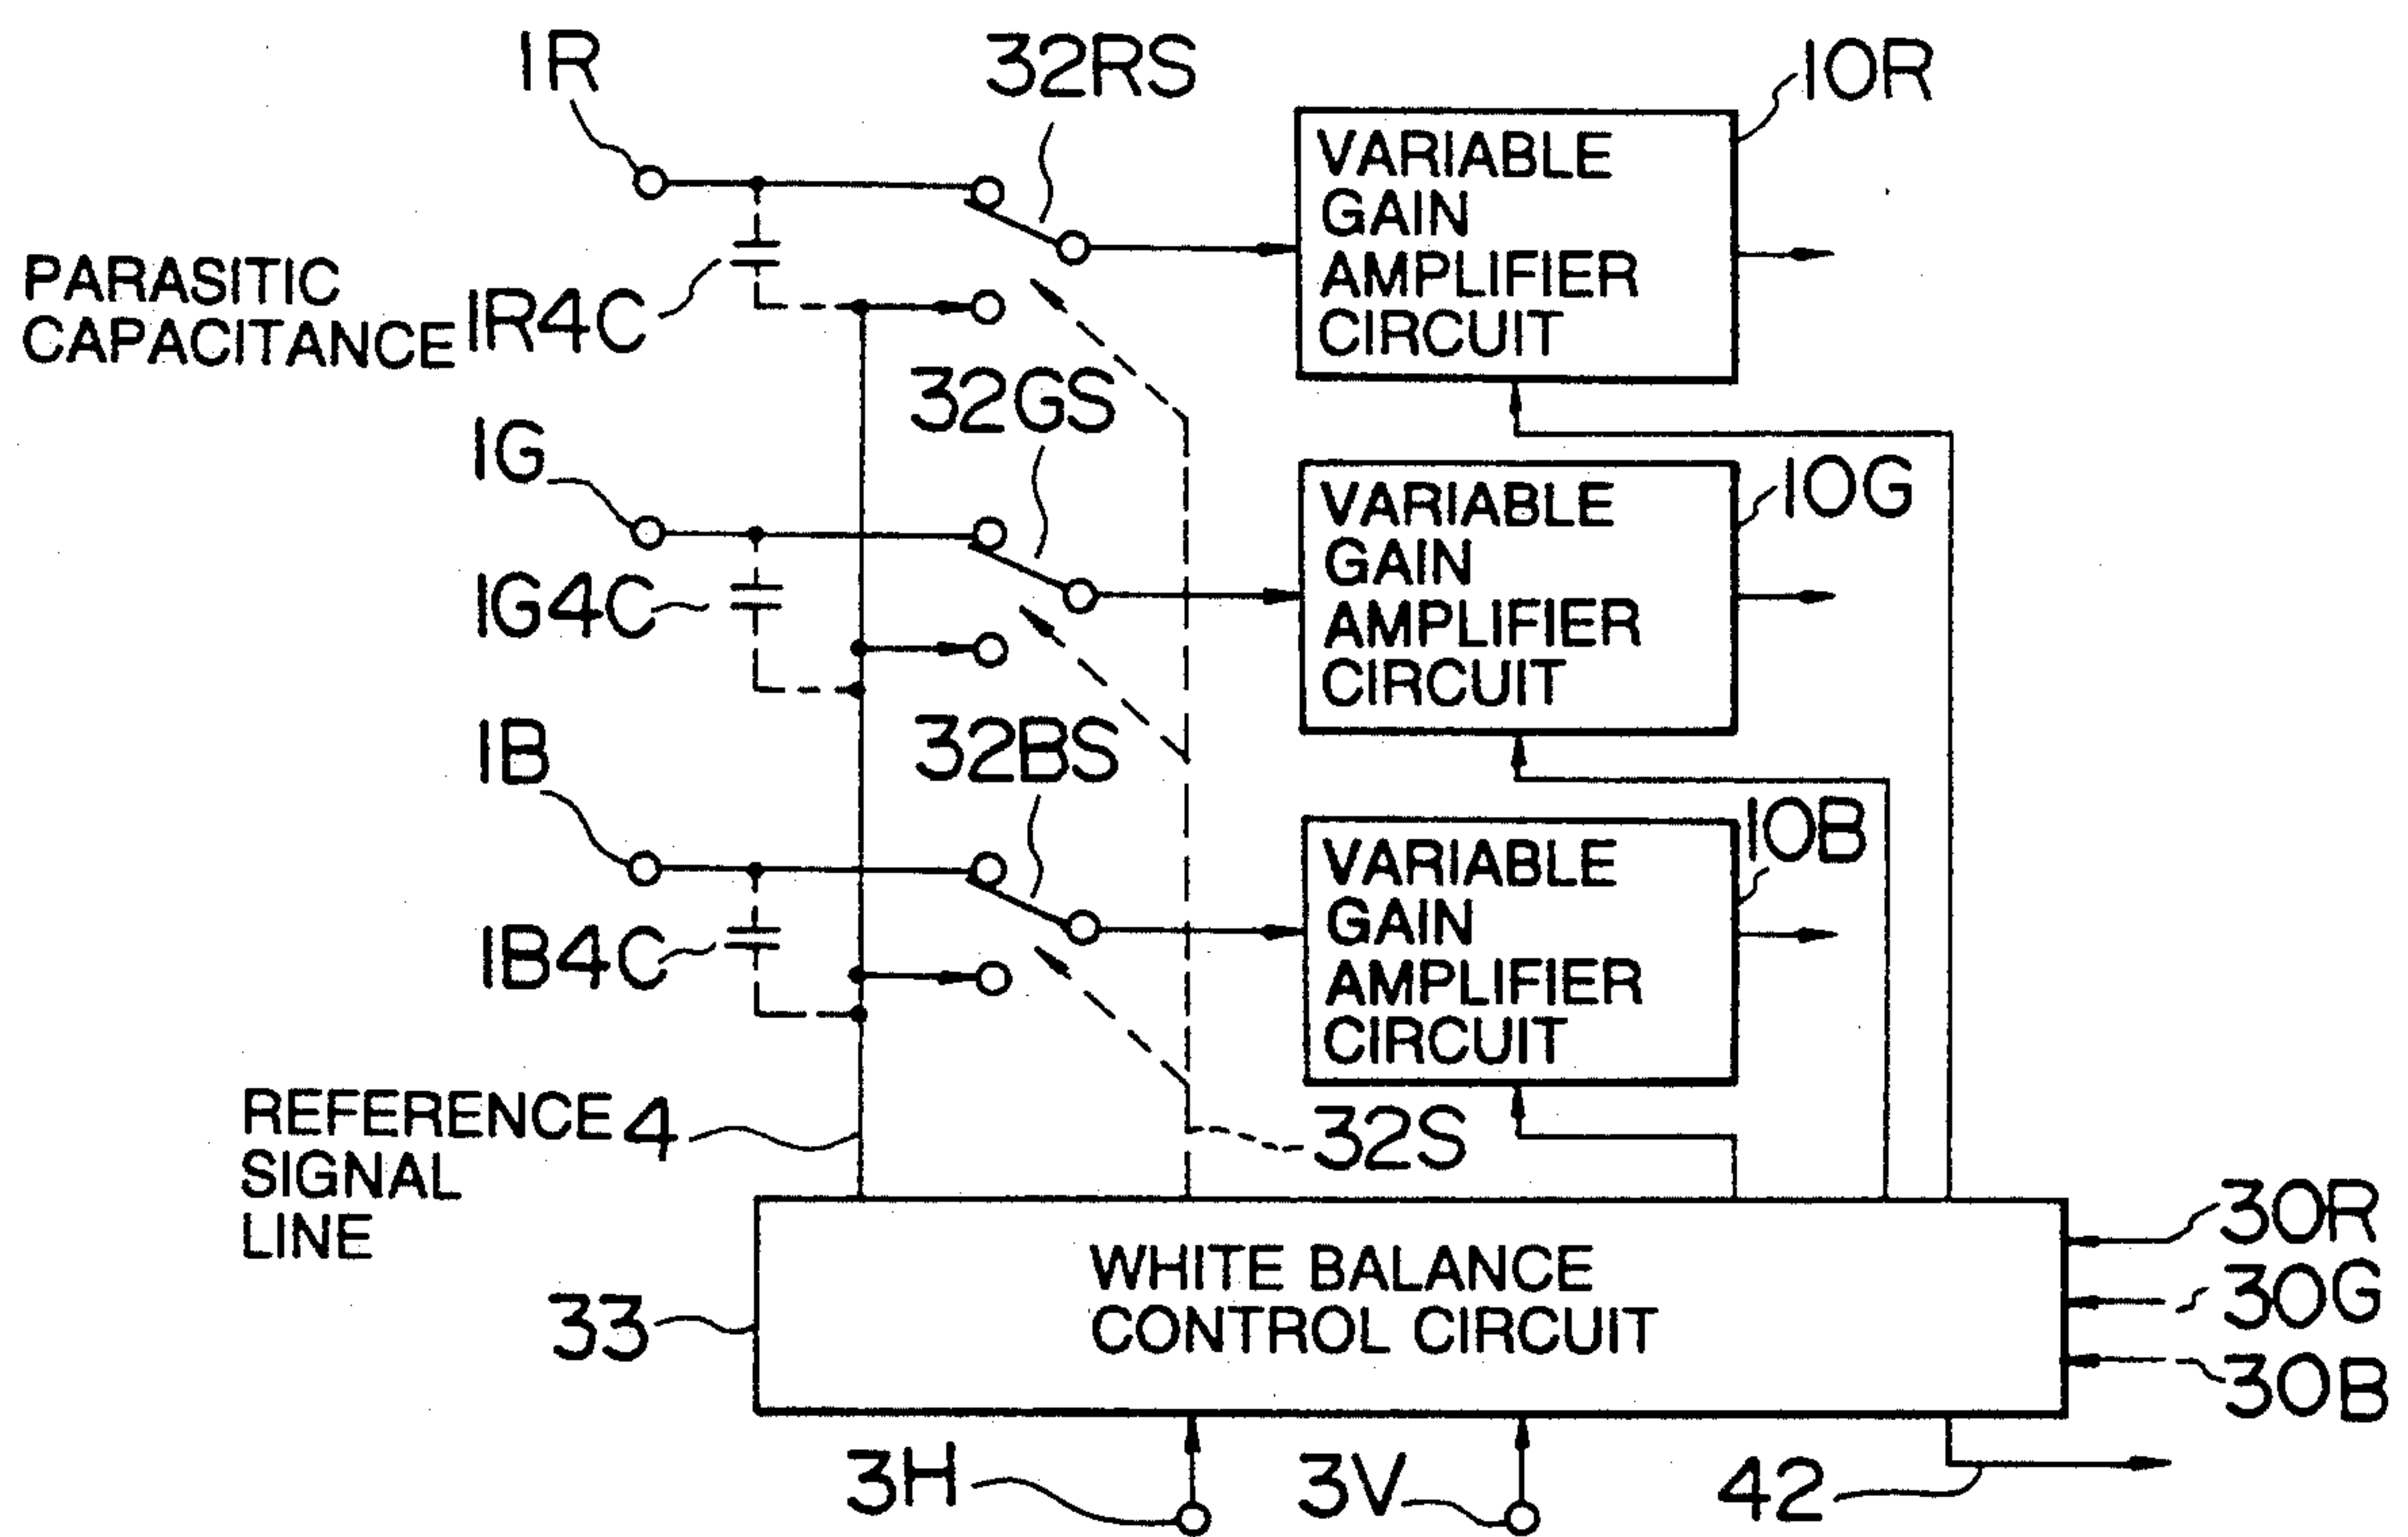 1R
32RS
10R
VARIABLE
GAIN
AMPLIFIER
CIRCUIT
PARASITIC
CAPACITANCE
1R4C
32GS
1G
10G
VARIABLE
GAIN
AMPLIFIER
CIRCUIT
1G4C
32BS
1B
10B
VARIABLE
GAIN
AMPLIFIER
CIRCUIT
1B4C
REFERENCE
SIGNAL
LINE
4
32S
30R
30G
30B
WHITE BALANCE
CONTROL CIRCUIT
33
3H
3V
42